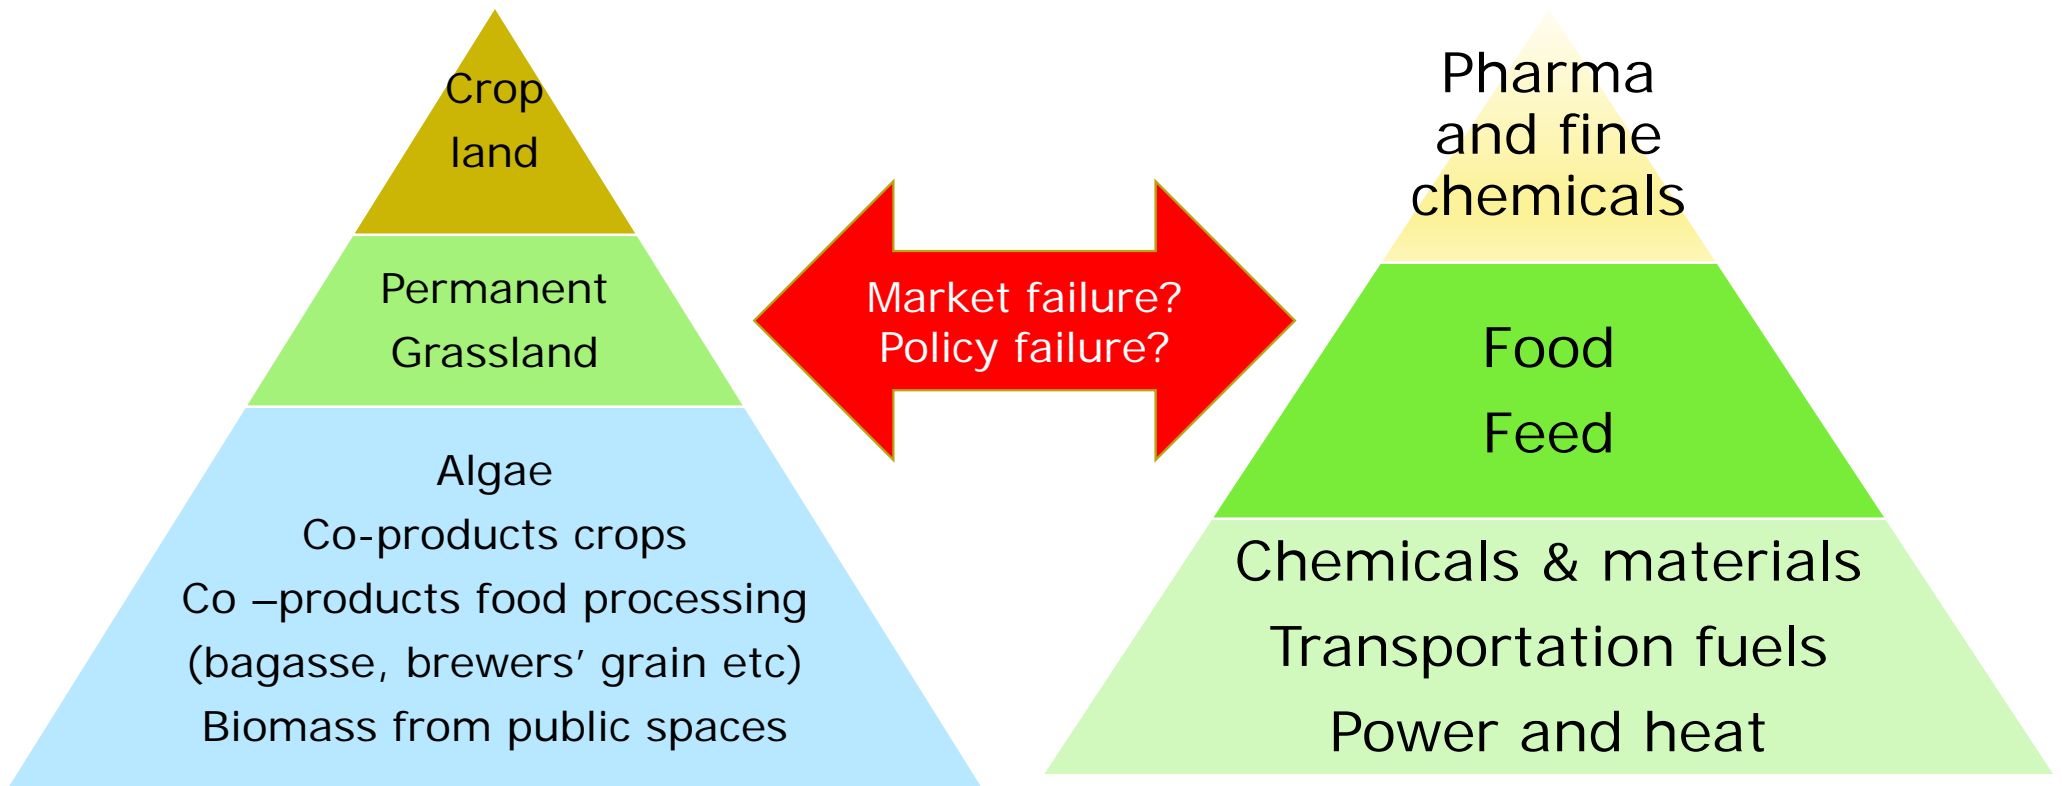 Crop
land
Permanent
Grassland
Algae
Co-products crops
Co –products food processing
(bagasse, brewers’ grain etc)
Biomass from public spaces
Market failure?
Policy failure?
Pharma
and fine
chemicals
Food
Feed
Chemicals & materials
Transportation fuels
Power and heat